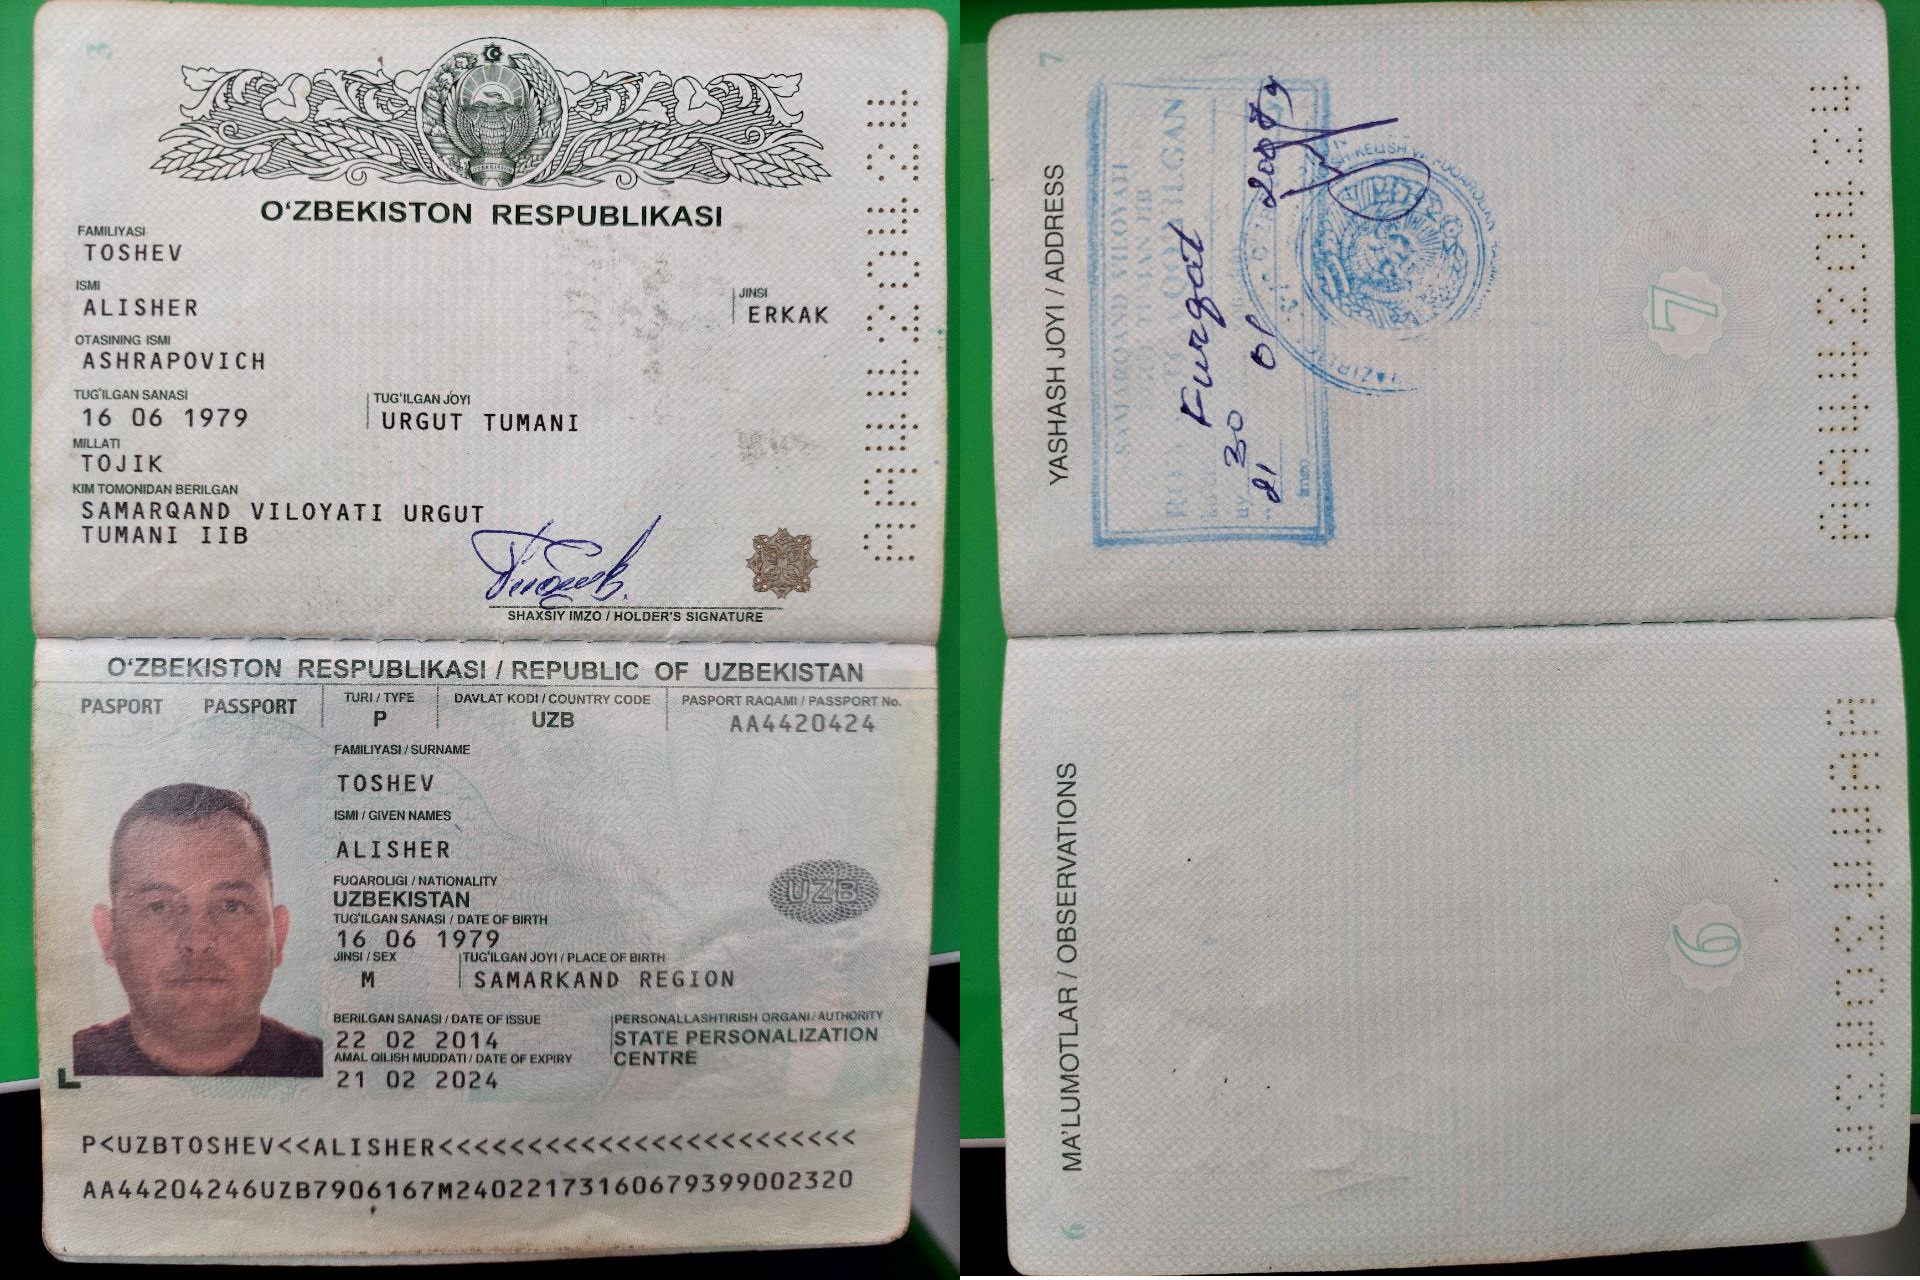 3
O‘ZBEKISTON RESPUBLIKASI
FAMILIYASI
TOSHEV
ISMI
ALISHER
JINSI
ERKAK
OTASINING ISMI
ASHRAPOVICH
TUG‘ILGAN SANASI
16 06 1979
TUG‘ILGAN JOYI
URGUT TUMANI
MILLATI
TOJIK
KIM TOMONIDAN BERILGAN
SAMARQAND VILOYATI URGUT
TUMANI IIB
SHAXSIY IMZO / HOLDER'S SIGNATURE
AA4420424
O‘ZBEKISTON RESPUBLIKASI / REPUBLIC OF UZBEKISTAN
PASPORT PASSPORT
TURI / TYPE
P
DAVLAT KODI / COUNTRY CODE
UZB
PASPORT RAQAMI / PASSPORT No.
AA4420424
FAMILIYASI / SURNAME
TOSHEV
ISMI / GIVEN NAMES
ALISHER
FUQAROLIGI / NATIONALITY
UZBEKISTAN
TUG‘ILGAN SANASI / DATE OF BIRTH
16 06 1979
JINSI / SEX
M
TUG‘ILGAN JOYI / PLACE OF BIRTH
SAMARKAND REGION
UZB
BERILGAN SANASI / DATE OF ISSUE
22 02 2014
PERSONALLASHTIRISH ORGANI / AUTHORITY
STATE PERSONALIZATION
CENTRE
AMAL QILISH MUDDATI / DATE OF EXPIRY
21 02 2024
P<UZBTOSHEV<<ALISHER<<<<<<<<<<<<<<<<<<<<<<<<
AA44204246UZB7906167M24022173160679399002320
7
YASHASH JOYI / ADDRESS
SAMARQAND VILOYATI
TUMAN IIB
Furqat
uy 30
21 01
Imzo
7
AA4420424
MA'LUMOTLAR / OBSERVATIONS
6
6
AA4420424